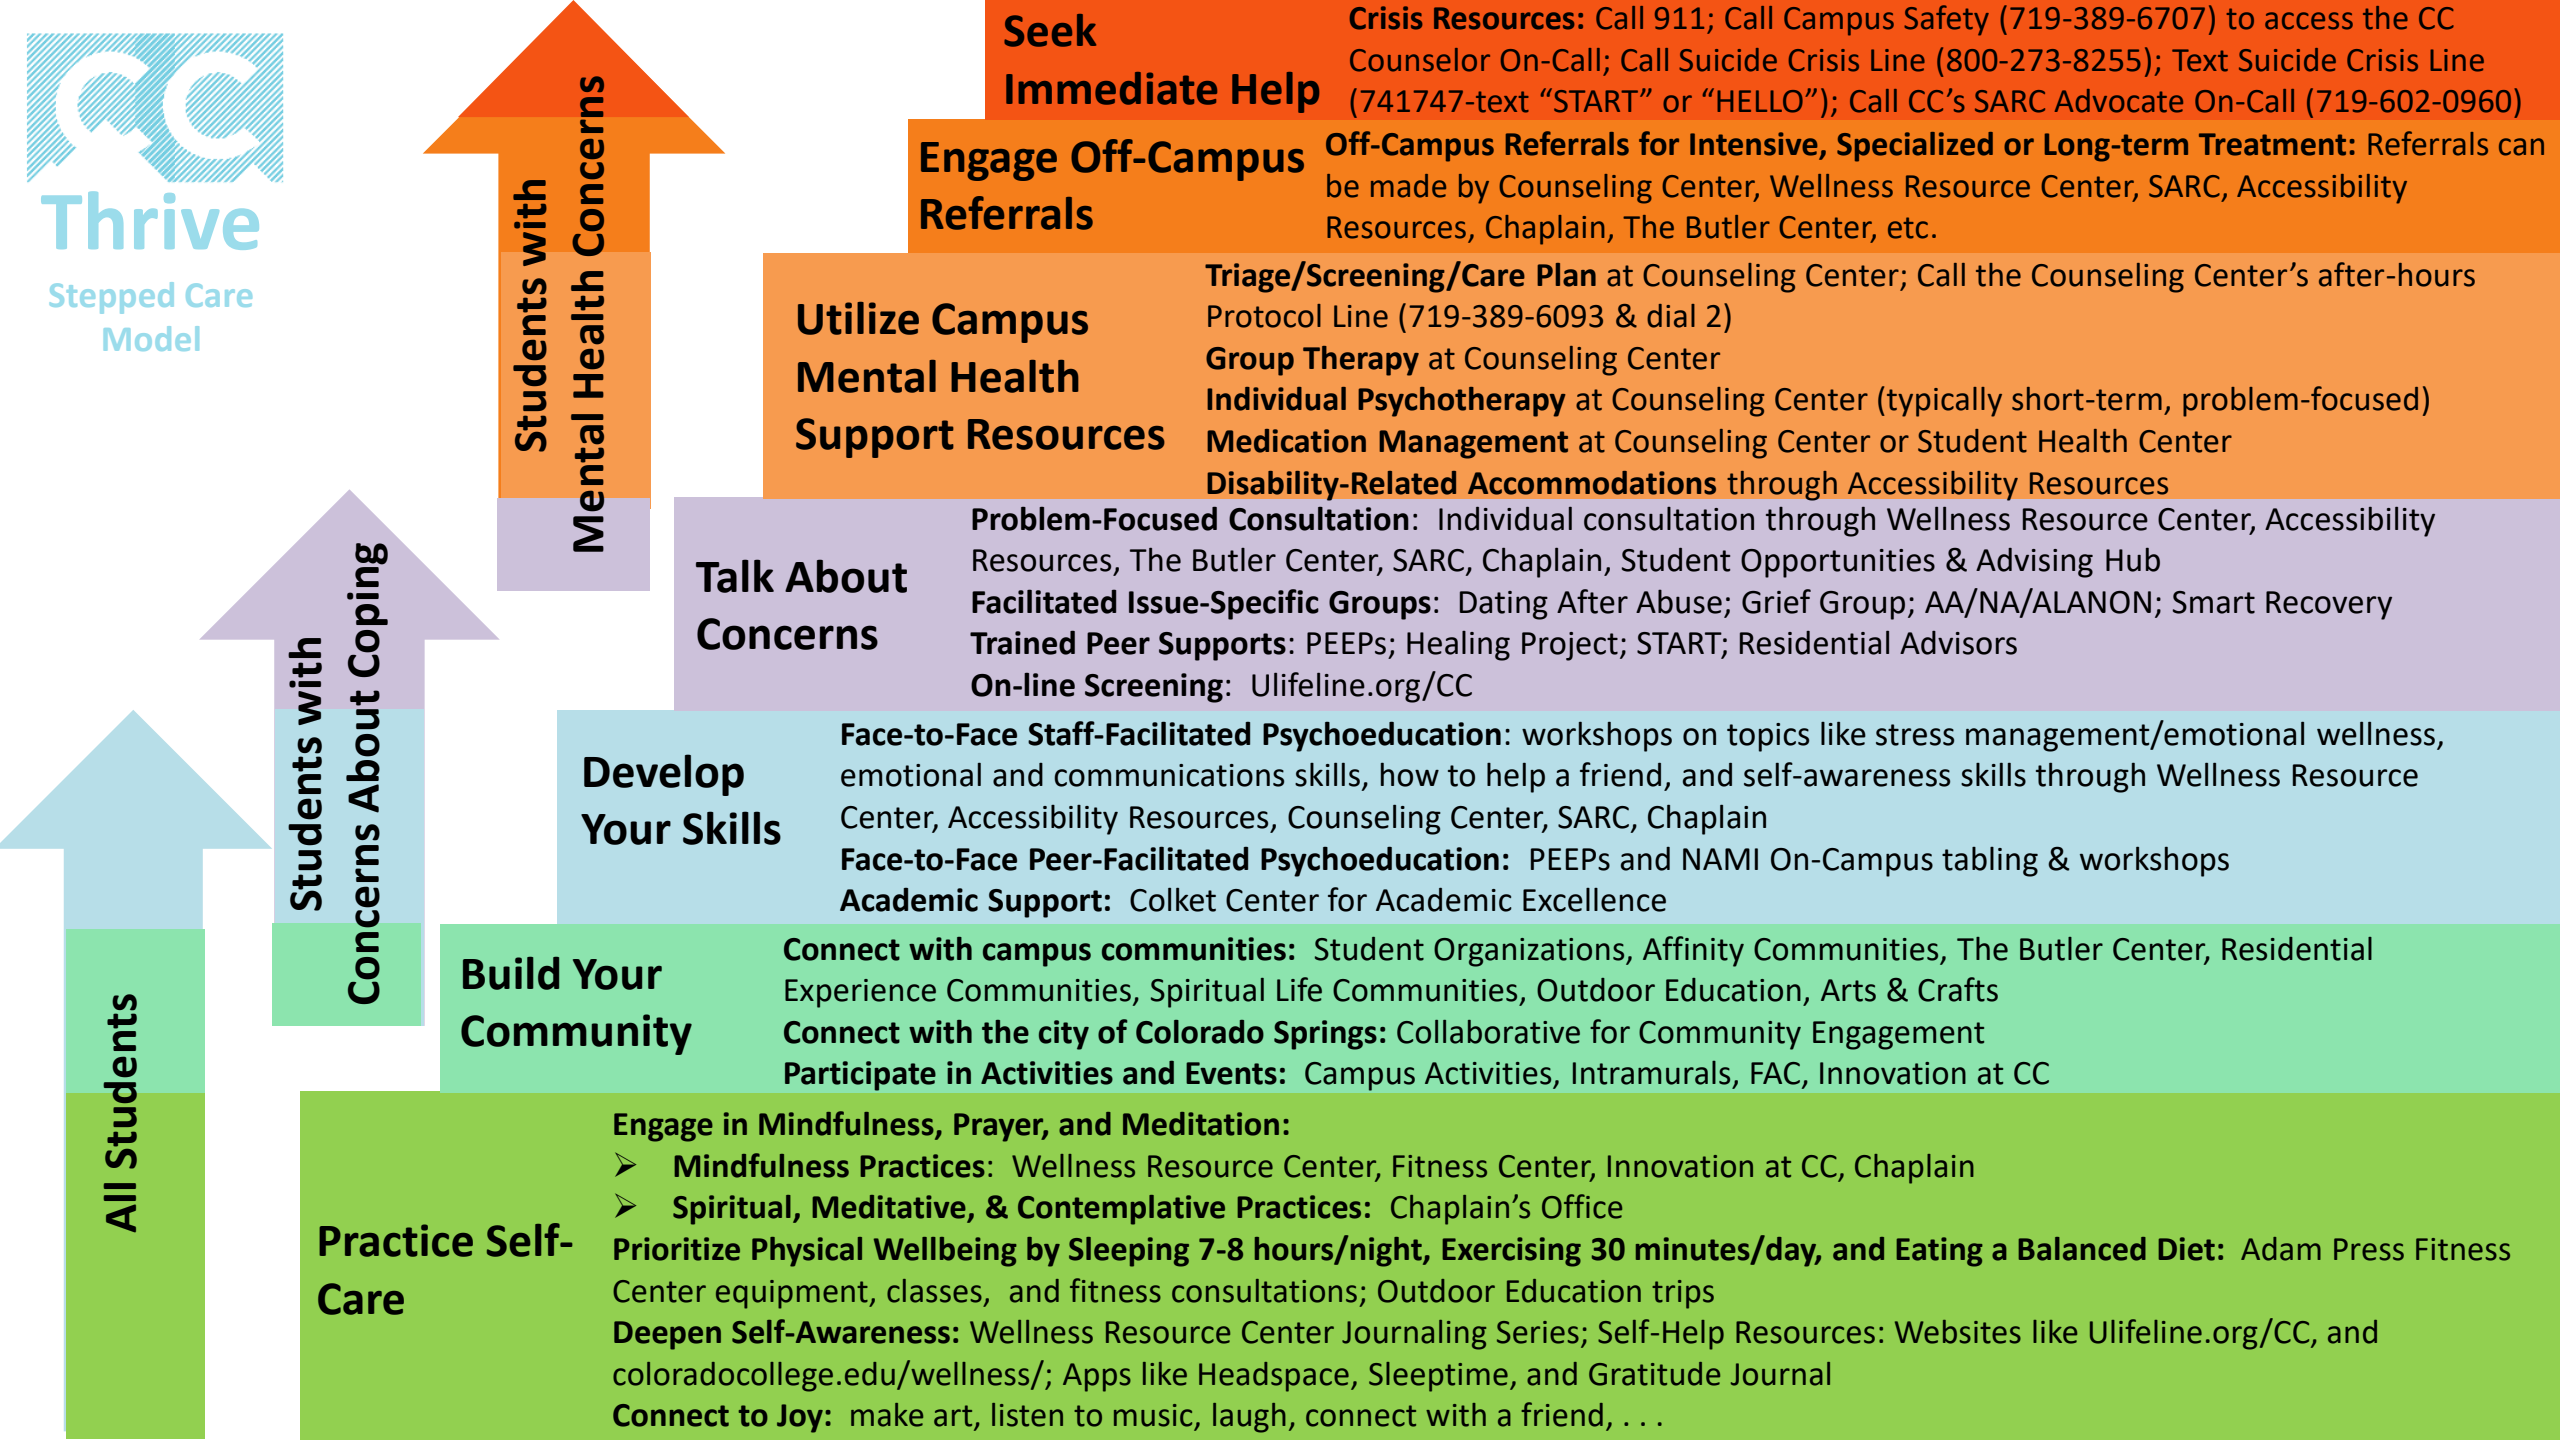 CC
Thrive
Stepped Care
Model
Students with
Mental Health Concerns
Students with
Concerns About Coping
All Students
Seek
Immediate Help
Crisis Resources: Call 911; Call Campus Safety (719-389-6707) to access the CC
Counselor On-Call; Call Suicide Crisis Line (800-273-8255); Text Suicide Crisis Line
(741747-text “START” or “HELLO”); Call CC’s SARC Advocate On-Call (719-602-0960)
Engage Off-Campus
Referrals
Off-Campus Referrals for Intensive, Specialized or Long-term Treatment: Referrals can
be made by Counseling Center, Wellness Resource Center, SARC, Accessibility
Resources, Chaplain, The Butler Center, etc.
Utilize Campus
Mental Health
Support Resources
Triage/Screening/Care Plan at Counseling Center; Call the Counseling Center’s after-hours
Protocol Line (719-389-6093 & dial 2)
Group Therapy at Counseling Center
Individual Psychotherapy at Counseling Center (typically short-term, problem-focused)
Medication Management at Counseling Center or Student Health Center
Disability-Related Accommodations through Accessibility Resources
Talk About
Concerns
Problem-Focused Consultation: Individual consultation through Wellness Resource Center, Accessibility
Resources, The Butler Center, SARC, Chaplain, Student Opportunities & Advising Hub
Facilitated Issue-Specific Groups: Dating After Abuse; Grief Group; AA/NA/ALANON; Smart Recovery
Trained Peer Supports: PEEPs; Healing Project; START; Residential Advisors
On-line Screening: Ulifeline.org/CC
Develop
Your Skills
Face-to-Face Staff-Facilitated Psychoeducation: workshops on topics like stress management/emotional wellness,
emotional and communications skills, how to help a friend, and self-awareness skills through Wellness Resource
Center, Accessibility Resources, Counseling Center, SARC, Chaplain
Face-to-Face Peer-Facilitated Psychoeducation: PEEPs and NAMI On-Campus tabling & workshops
Academic Support: Colket Center for Academic Excellence
Build Your
Community
Connect with campus communities: Student Organizations, Affinity Communities, The Butler Center, Residential
Experience Communities, Spiritual Life Communities, Outdoor Education, Arts & Crafts
Connect with the city of Colorado Springs: Collaborative for Community Engagement
Participate in Activities and Events: Campus Activities, Intramurals, FAC, Innovation at CC
Practice Self-
Care
Engage in Mindfulness, Prayer, and Meditation:
➢ Mindfulness Practices: Wellness Resource Center, Fitness Center, Innovation at CC, Chaplain
➢ Spiritual, Meditative, & Contemplative Practices: Chaplain’s Office
Prioritize Physical Wellbeing by Sleeping 7-8 hours/night, Exercising 30 minutes/day, and Eating a Balanced Diet: Adam Press Fitness
Center equipment, classes, and fitness consultations; Outdoor Education trips
Deepen Self-Awareness: Wellness Resource Center Journaling Series; Self-Help Resources: Websites like Ulifeline.org/CC, and
coloradocollege.edu/wellness/; Apps like Headspace, Sleeptime, and Gratitude Journal
Connect to Joy: make art, listen to music, laugh, connect with a friend, . . .